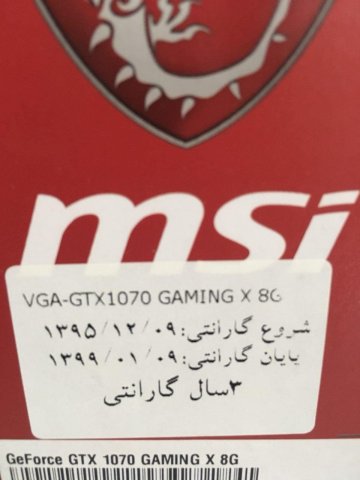 msi
VGA-GTX1070 GAMING X 8G
شروع گارانتی: ۱۳۹۵/۱۲/۰۹
پایان گارانتی: ۱۳۹۹/۰۱/۰۹
۳سال گارانتی
GeForce GTX 1070 GAMING X 8G